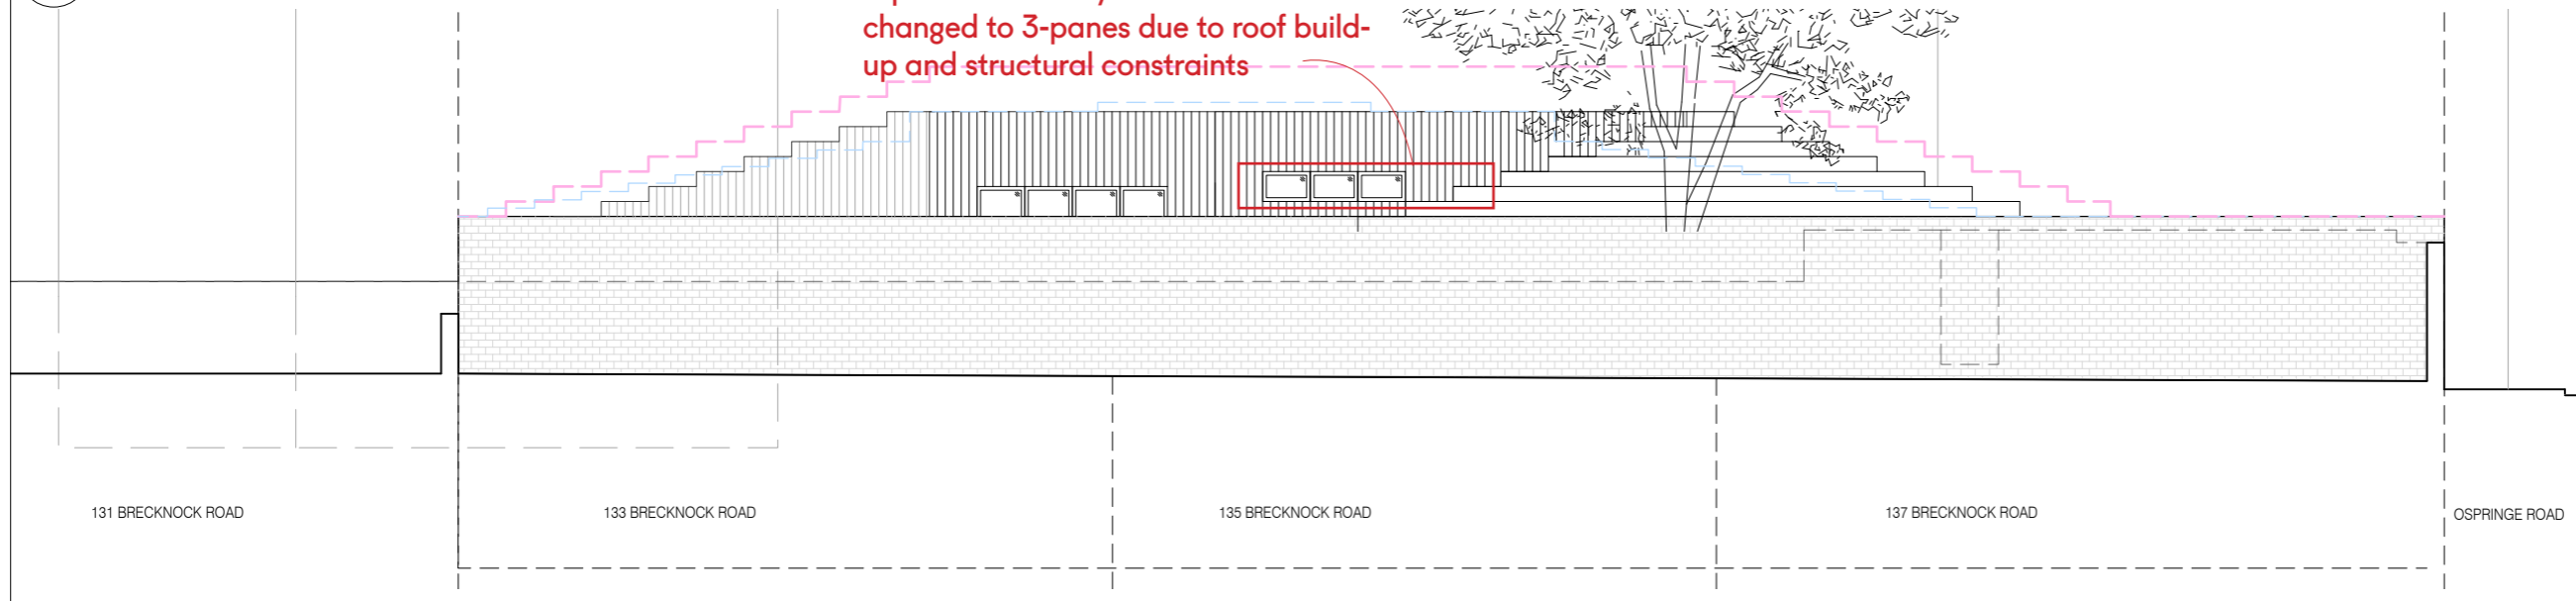 changed to 3-panes due to roof build-
up and structural constraints
131 BRECKNOCK ROAD
133 BRECKNOCK ROAD
135 BRECKNOCK ROAD
137 BRECKNOCK ROAD
OSPRINGE ROAD